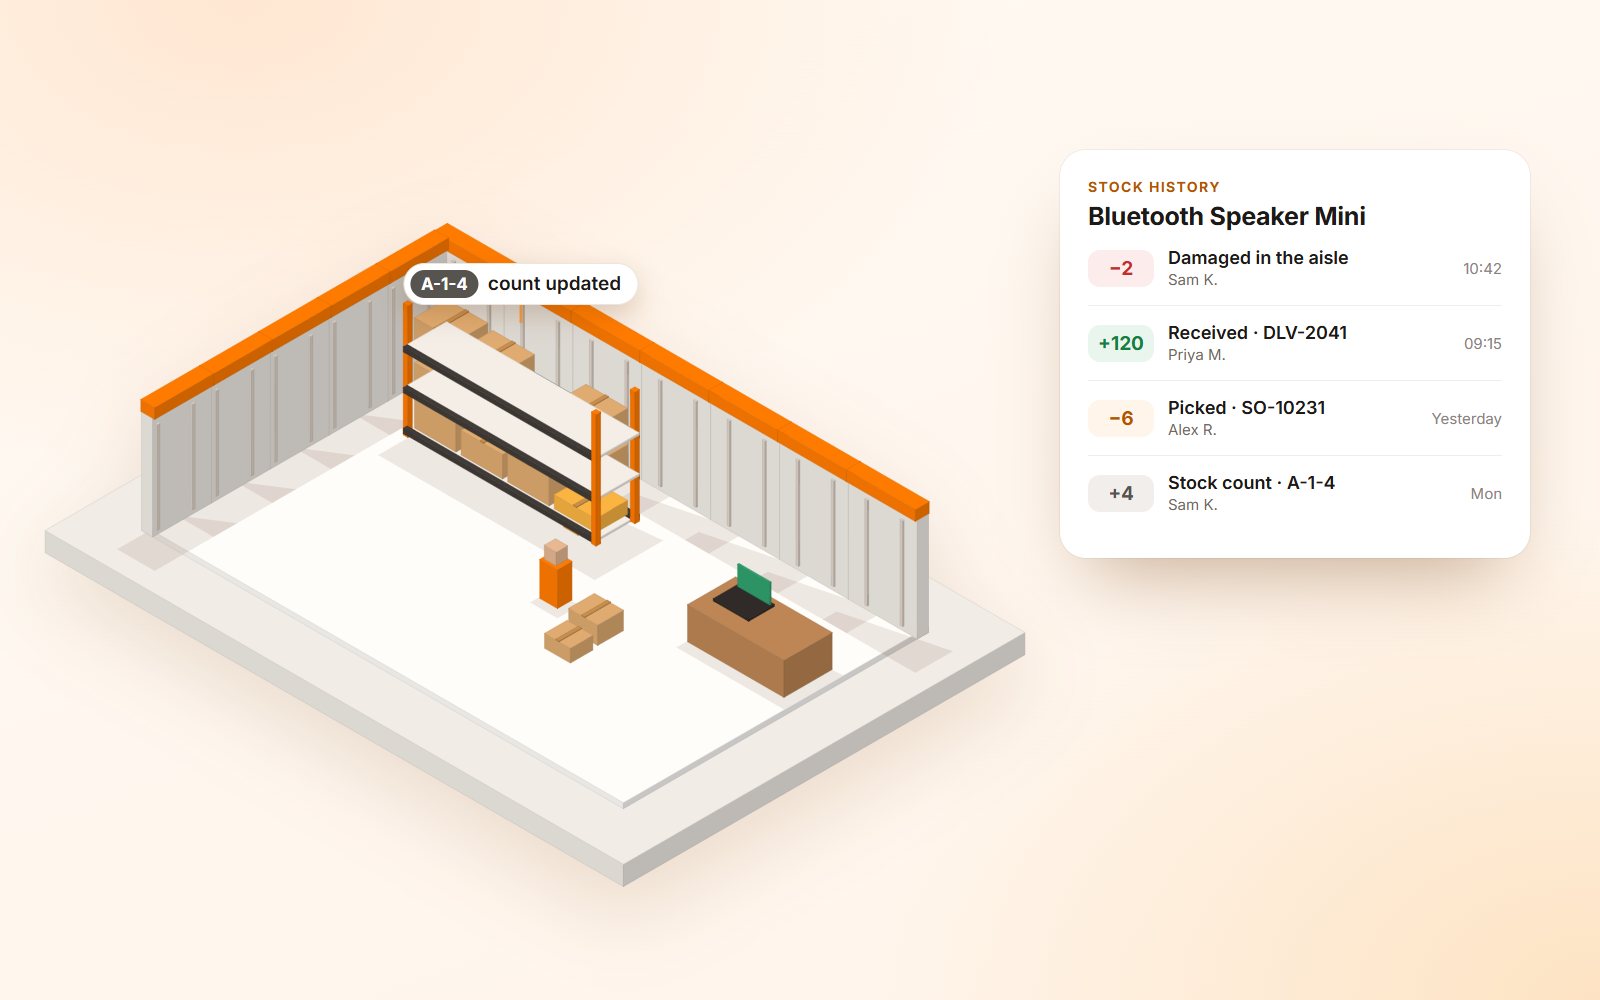 A-1-4 count updated
STOCK HISTORY
Bluetooth Speaker Mini
−2 Damaged in the aisle 10:42
Sam K.
+120 Received · DLV-2041 09:15
Priya M.
−6 Picked · SO-10231 Yesterday
Alex R.
+4 Stock count · A-1-4 Mon
Sam K.